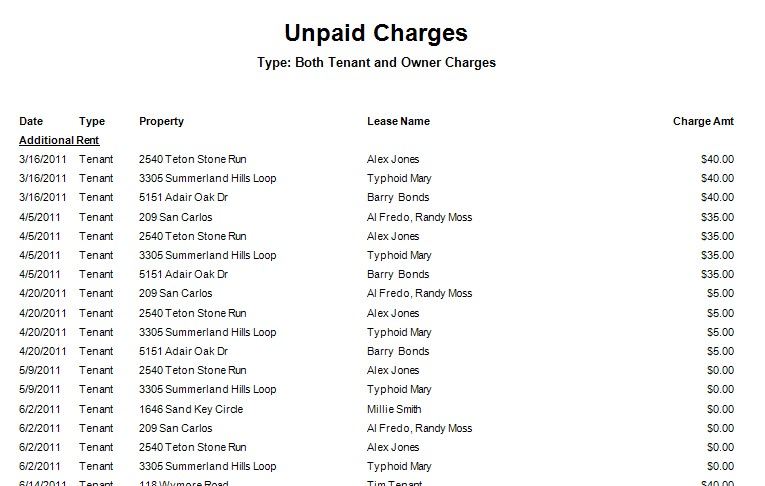 Unpaid Charges
Type: Both Tenant and Owner Charges
Date Type Property Lease Name Charge Amt
Additional Rent
3/16/2011 Tenant 2540 Teton Stone Run Alex Jones $40.00
3/16/2011 Tenant 3305 Summerland Hills Loop Typhoid Mary $40.00
3/16/2011 Tenant 5151 Adair Oak Dr Barry Bonds $40.00
4/5/2011 Tenant 209 San Carlos Al Fredo, Randy Moss $35.00
4/5/2011 Tenant 2540 Teton Stone Run Alex Jones $35.00
4/5/2011 Tenant 3305 Summerland Hills Loop Typhoid Mary $35.00
4/5/2011 Tenant 5151 Adair Oak Dr Barry Bonds $35.00
4/20/2011 Tenant 209 San Carlos Al Fredo, Randy Moss $5.00
4/20/2011 Tenant 2540 Teton Stone Run Alex Jones $5.00
4/20/2011 Tenant 3305 Summerland Hills Loop Typhoid Mary $5.00
4/20/2011 Tenant 5151 Adair Oak Dr Barry Bonds $5.00
5/9/2011 Tenant 2540 Teton Stone Run Alex Jones $0.00
5/9/2011 Tenant 3305 Summerland Hills Loop Typhoid Mary $0.00
6/2/2011 Tenant 1646 Sand Key Circle Millie Smith $0.00
6/2/2011 Tenant 209 San Carlos Al Fredo, Randy Moss $0.00
6/2/2011 Tenant 2540 Teton Stone Run Alex Jones $0.00
6/2/2011 Tenant 3305 Summerland Hills Loop Typhoid Mary $0.00
6/14/2011 Tenant 118 Wymore Road Tim Tenant $40.00